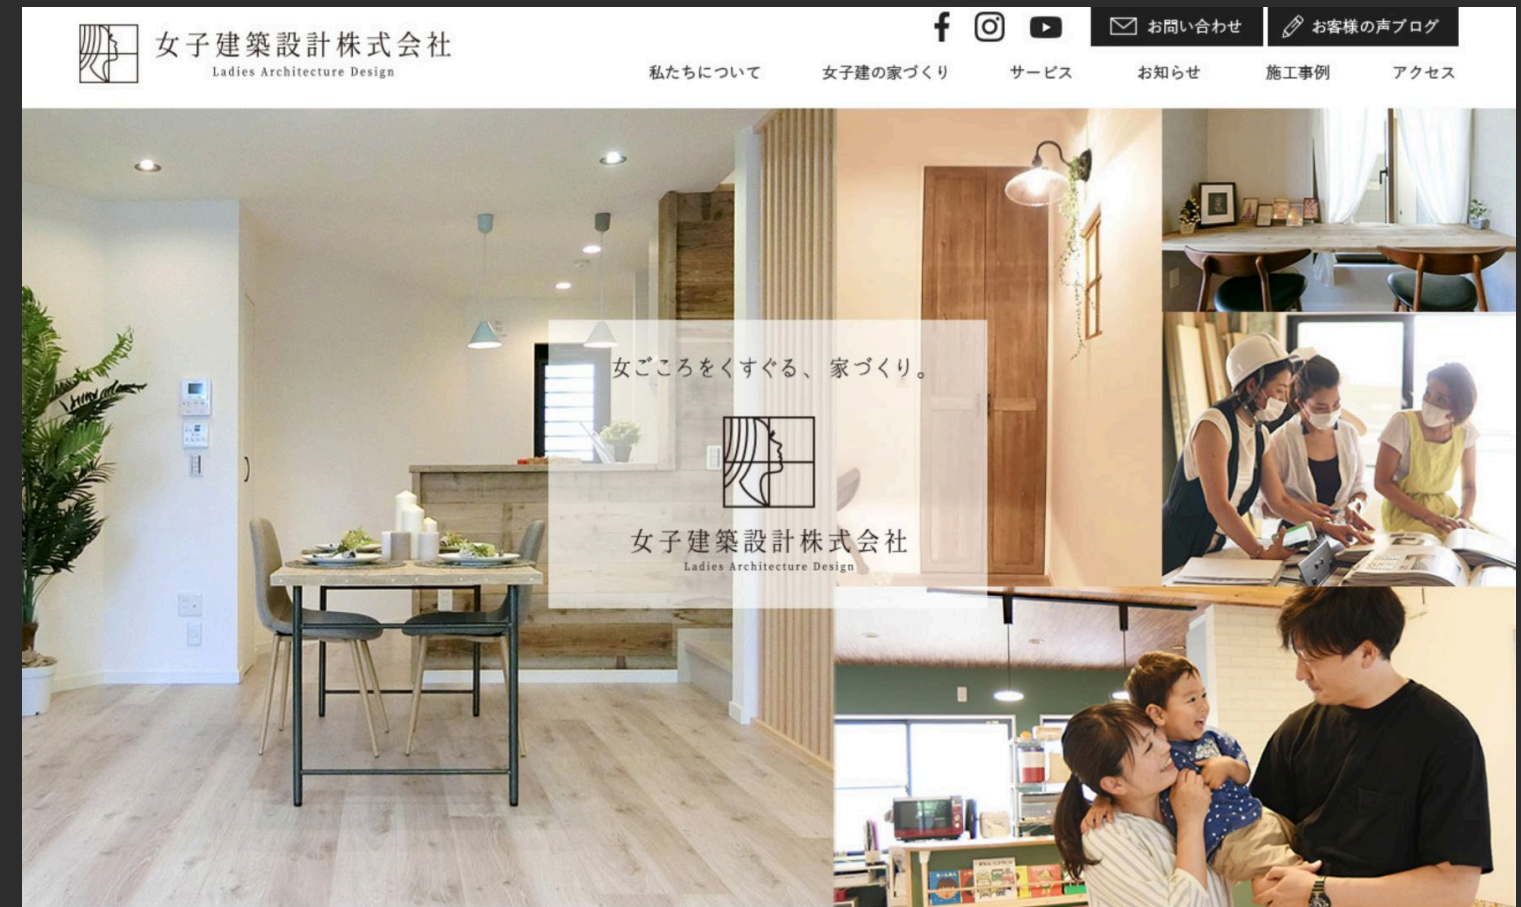 女子建築設計株式会社
Ladies Architecture Design
お問い合わせ
お客様の声ブログ
私たちについて
女子建の家づくり
サービス
お知らせ
施工事例
アクセス
女ごころをくすぐる、家づくり。
女子建築設計株式会社
Ladies Architecture Design